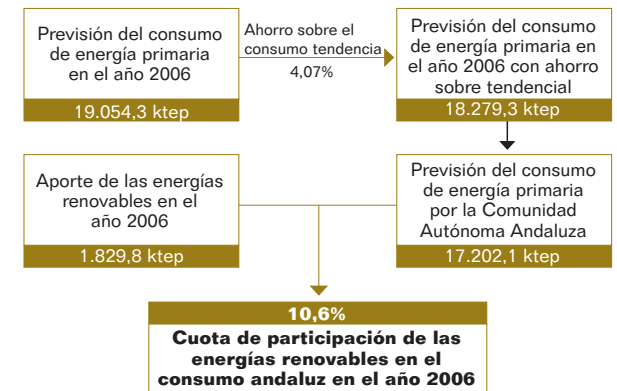 Previsión del consumo
de energía primaria
en el año 2006
19.054,3 ktep
Ahorro sobre el
consumo tendencia
4,07%
Previsión del consumo
de energía primaria en
el año 2006 con ahorro
sobre tendencial
18.279,3 ktep
Aporte de las energías
renovables en el
año 2006
1.829,8 ktep
Previsión del consumo
de energía primaria
por la Comunidad
Autónoma Andaluza
17.202,1 ktep
10,6%
Cuota de participación de las
energías renovables en el
consumo andaluz en el año 2006